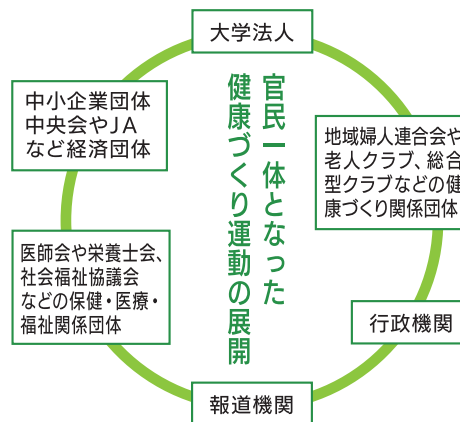 大学法人
中小企業団体
中央会やJA
など経済団体
官民一体となった
健康づくり運動の展開
地域婦人連合会や
老人クラブ、総合
型クラブなどの健
康づくり関係団体
医師会や栄養士会、
社会福祉協議会
などの保健・医療・
福祉関係団体
行政機関
報道機関